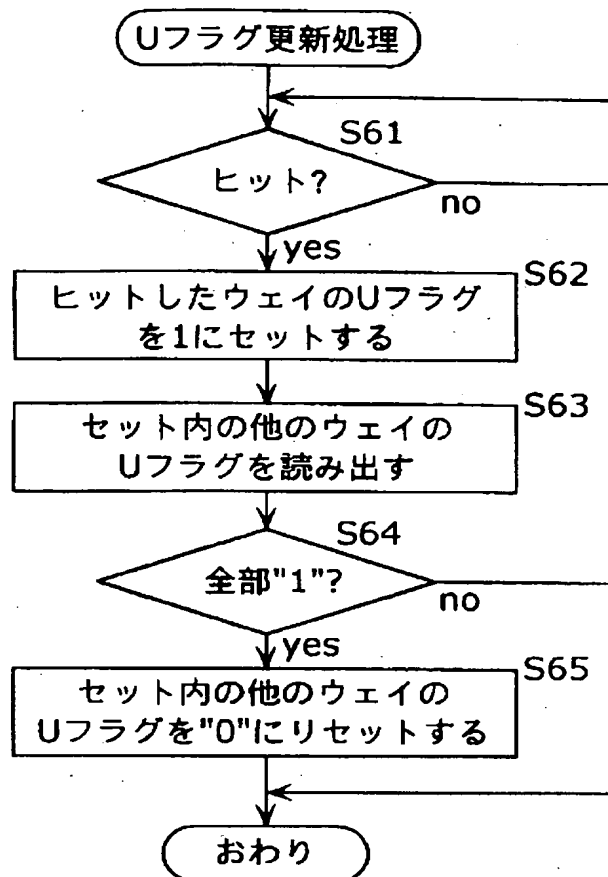 Uフラグ更新処理
S61
ヒット?
no
yes
S62
ヒットしたウェイのUフラグ
を1にセットする
S63
セット内の他のウェイの
Uフラグを読み出す
S64
全部"1"?
no
yes
S65
セット内の他のウェイの
Uフラグを"0"にリセットする
おわり